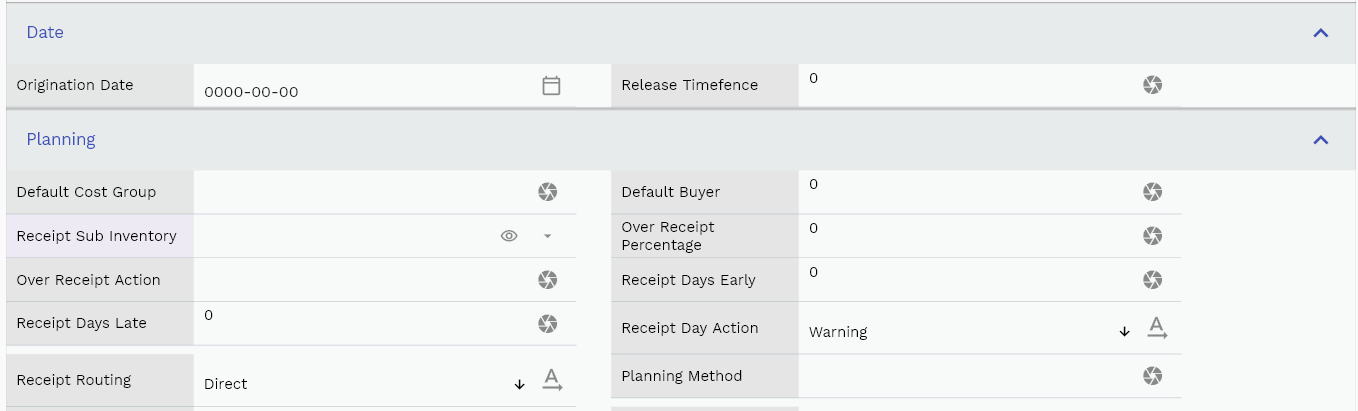 Date
Origination Date
0000-00-00
Release Timefence
0
Planning
Default Cost Group
Default Buyer
0
Receipt Sub Inventory
Over Receipt
Percentage
0
Over Receipt Action
Receipt Days Early
0
Receipt Days Late
0
Receipt Day Action
Warning
Receipt Routing
Direct
Planning Method